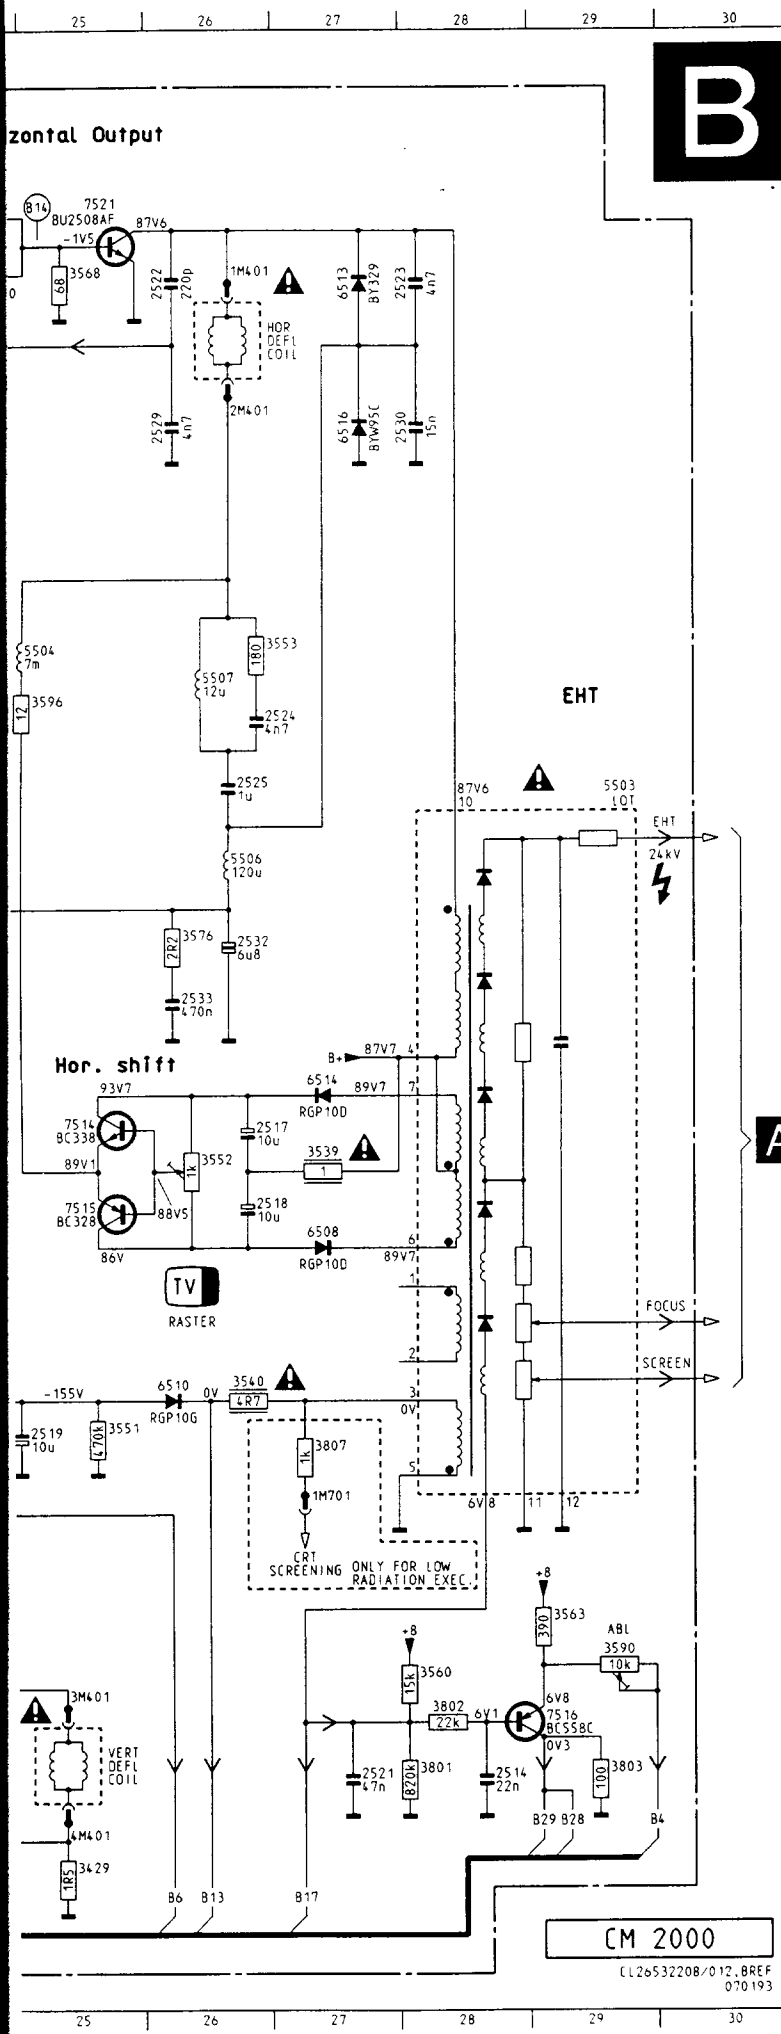 25 26 27 28 29 30
B
zontal Output
B14
7521
BU2508AF
87V6
-1V5
3568
68
0
2522
220p
1M401
HOR
DEFL
COIL
2M401
2529
4n7
6513
BY329
2523
4n7
6516
BYW95C
2530
15n
5504
7m
3596
12
5507
12u
3553
180
2524
4n7
2525
1u
5506
120u
3576
2R2
2532
6u8
2533
470n
EHT
87V6
10
5503
LOT
EHT
24kV
Hor. shift
B+
87V7
4
93V7
6514
RGP10D
89V7
7
7514
BC338
2517
10u
3539
1
A
89V1
3552
1k
7515
BC328
88V5
2518
10u
6508
RGP10D
6
89V7
86V
TV
RASTER
1
2
FOCUS
SCREEN
-155V
6510
RGP10G
0V
3540
4R7
3
0V
2519
10u
3551
470k
3807
1k
1M701
5
6V
8
11
12
CRT
SCREENING ONLY FOR LOW
RADIATION EXEC.
+8
390
3563
ABL
3590
10k
+8
15k
3560
3802
22k
6V1
6V8
7516
BC558C
0V3
3M401
VERT
DEFL
COIL
4M401
3429
1R5
2521
47n
820k
3801
2514
22n
100
3803
B29
B28
B4
B6
B13
B17
CM 2000
CL26532208/012.BREF
070193
25 26 27 28 29 30